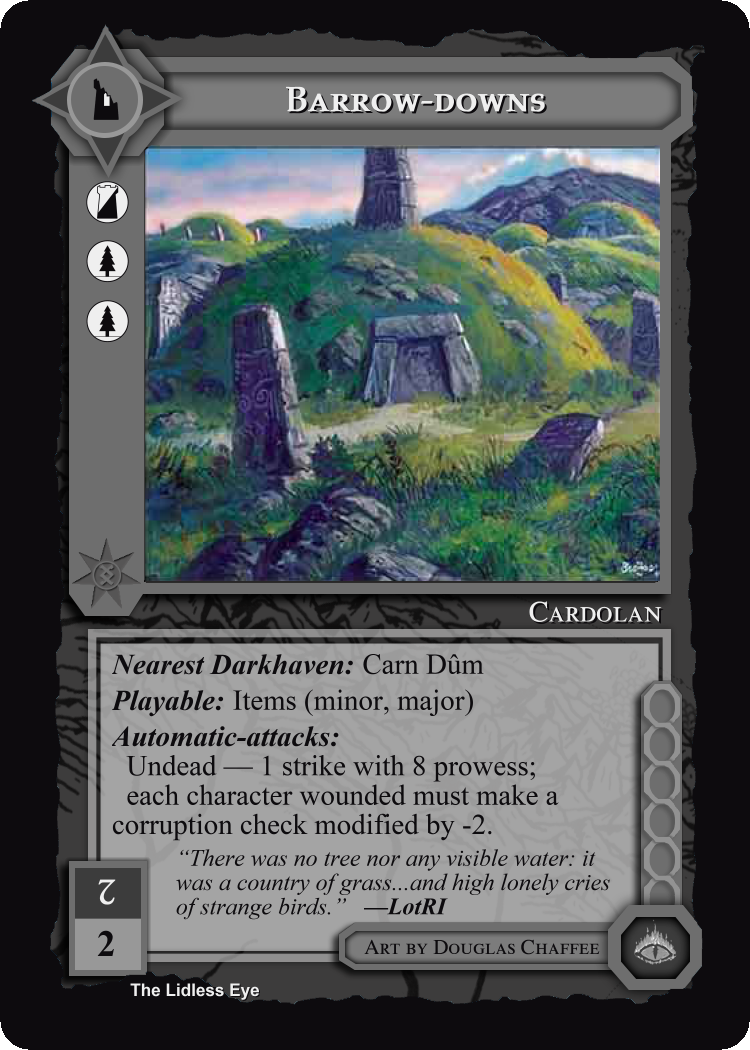 Barrow-downs
Cardolan
Nearest Darkhaven: Carn Dûm
Playable: Items (minor, major)
Automatic-attacks:
Undead — 1 strike with 8 prowess;
each character wounded must make a
corruption check modified by -2.
“There was no tree nor any visible water: it
was a country of grass...and high lonely cries
of strange birds.” —LotRI
2
2
Art by Douglas Chaffee
The Lidless Eye